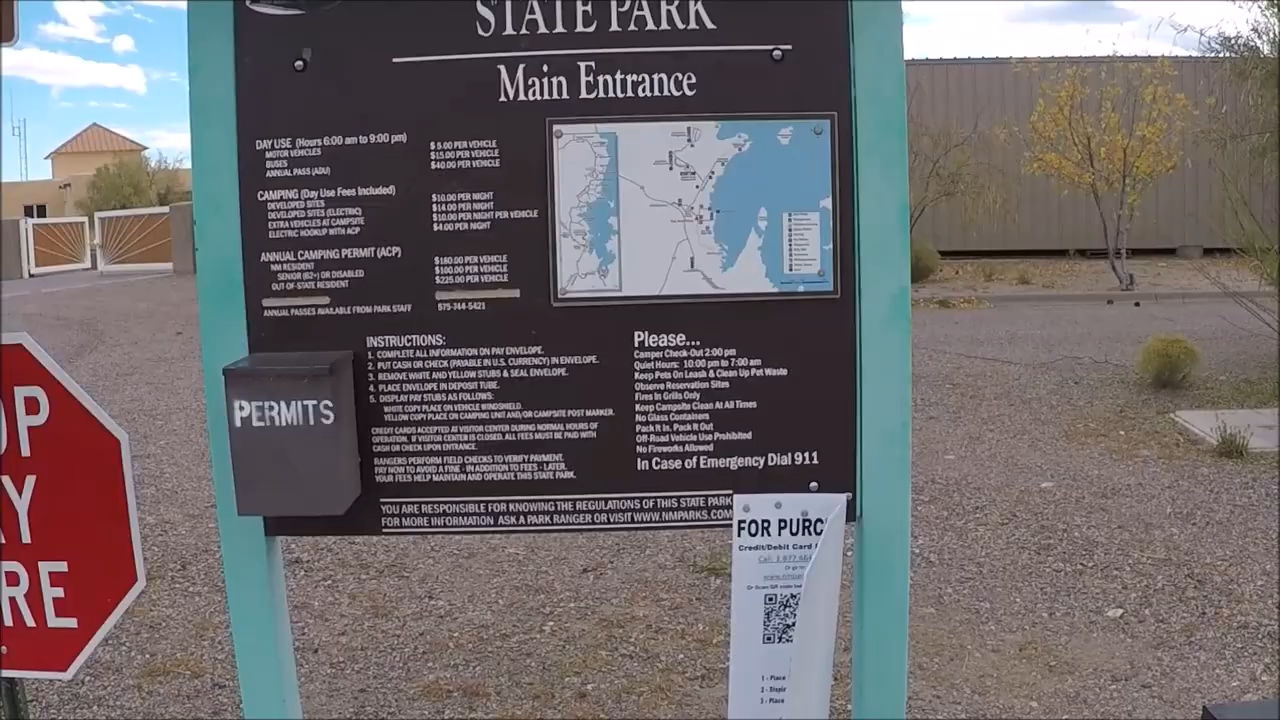 STATE PARK
Main Entrance
DAY USE (Hours 6:00 am to 9:00 pm)
MOTOR VEHICLES $ 5.00 PER VEHICLE
BUSES $15.00 PER VEHICLE
ANNUAL PASS (ADU) $40.00 PER VEHICLE
CAMPING (Day Use Fees Included)
DEVELOPED SITES $10.00 PER NIGHT
DEVELOPED SITES (ELECTRIC) $14.00 PER NIGHT
EXTRA VEHICLES AT CAMPSITE $10.00 PER NIGHT PER VEHICLE
ELECTRIC HOOKUP WITH ACP $4.00 PER NIGHT
ANNUAL CAMPING PERMIT (ACP)
NM RESIDENT $180.00 PER VEHICLE
SENIOR (62+) OR DISABLED $100.00 PER VEHICLE
OUT-OF-STATE RESIDENT $225.00 PER VEHICLE
ANNUAL PASSES AVAILABLE FROM PARK STAFF 575-744-5421
INSTRUCTIONS:
1. COMPLETE ALL INFORMATION ON PAY ENVELOPE.
2. PUT CASH OR CHECK (PAYABLE IN U.S. CURRENCY) IN ENVELOPE.
3. REMOVE WHITE AND YELLOW STUBS & SEAL ENVELOPE.
4. PLACE ENVELOPE IN DEPOSIT TUBE.
5. DISPLAY PAY STUBS AS FOLLOWS:
WHITE COPY PLACE ON VEHICLE WINDSHIELD.
YELLOW COPY PLACE ON CAMPING UNIT AND/OR CAMPSITE POST MARKER.
CREDIT CARDS ACCEPTED AT VISITOR CENTER DURING NORMAL HOURS OF
OPERATION. IF VISITOR CENTER IS CLOSED, ALL FEES MUST BE PAID WITH
CASH OR CHECK UPON ENTRANCE.
RANGERS PERFORM FIELD CHECKS TO VERIFY PAYMENT.
PAY NOW TO AVOID A FINE - IN ADDITION TO FEES - LATER.
YOUR FEES HELP MAINTAIN AND OPERATE THIS STATE PARK.
Please...
Camper Check-Out 2:00 pm
Quiet Hours: 10:00 pm to 7:00 am
Keep Pets On Leash & Clean Up Pet Waste
Observe Reservation Sites
Fires In Grills Only
Keep Campsite Clean At All Times
No Glass Containers
Pack It In, Pack It Out
Off-Road Vehicle Use Prohibited
No Fireworks Allowed
In Case of Emergency Dial 911
PERMITS
YOU ARE RESPONSIBLE FOR KNOWING THE REGULATIONS OF THIS STATE PARK
FOR MORE INFORMATION ASK A PARK RANGER OR VISIT WWW.NMPARKS.COM
FOR PURC
Credit/Debit Card
Call: 1-877-664
1 - Place
2 - Displa
3 - Place
OP
AY
RE